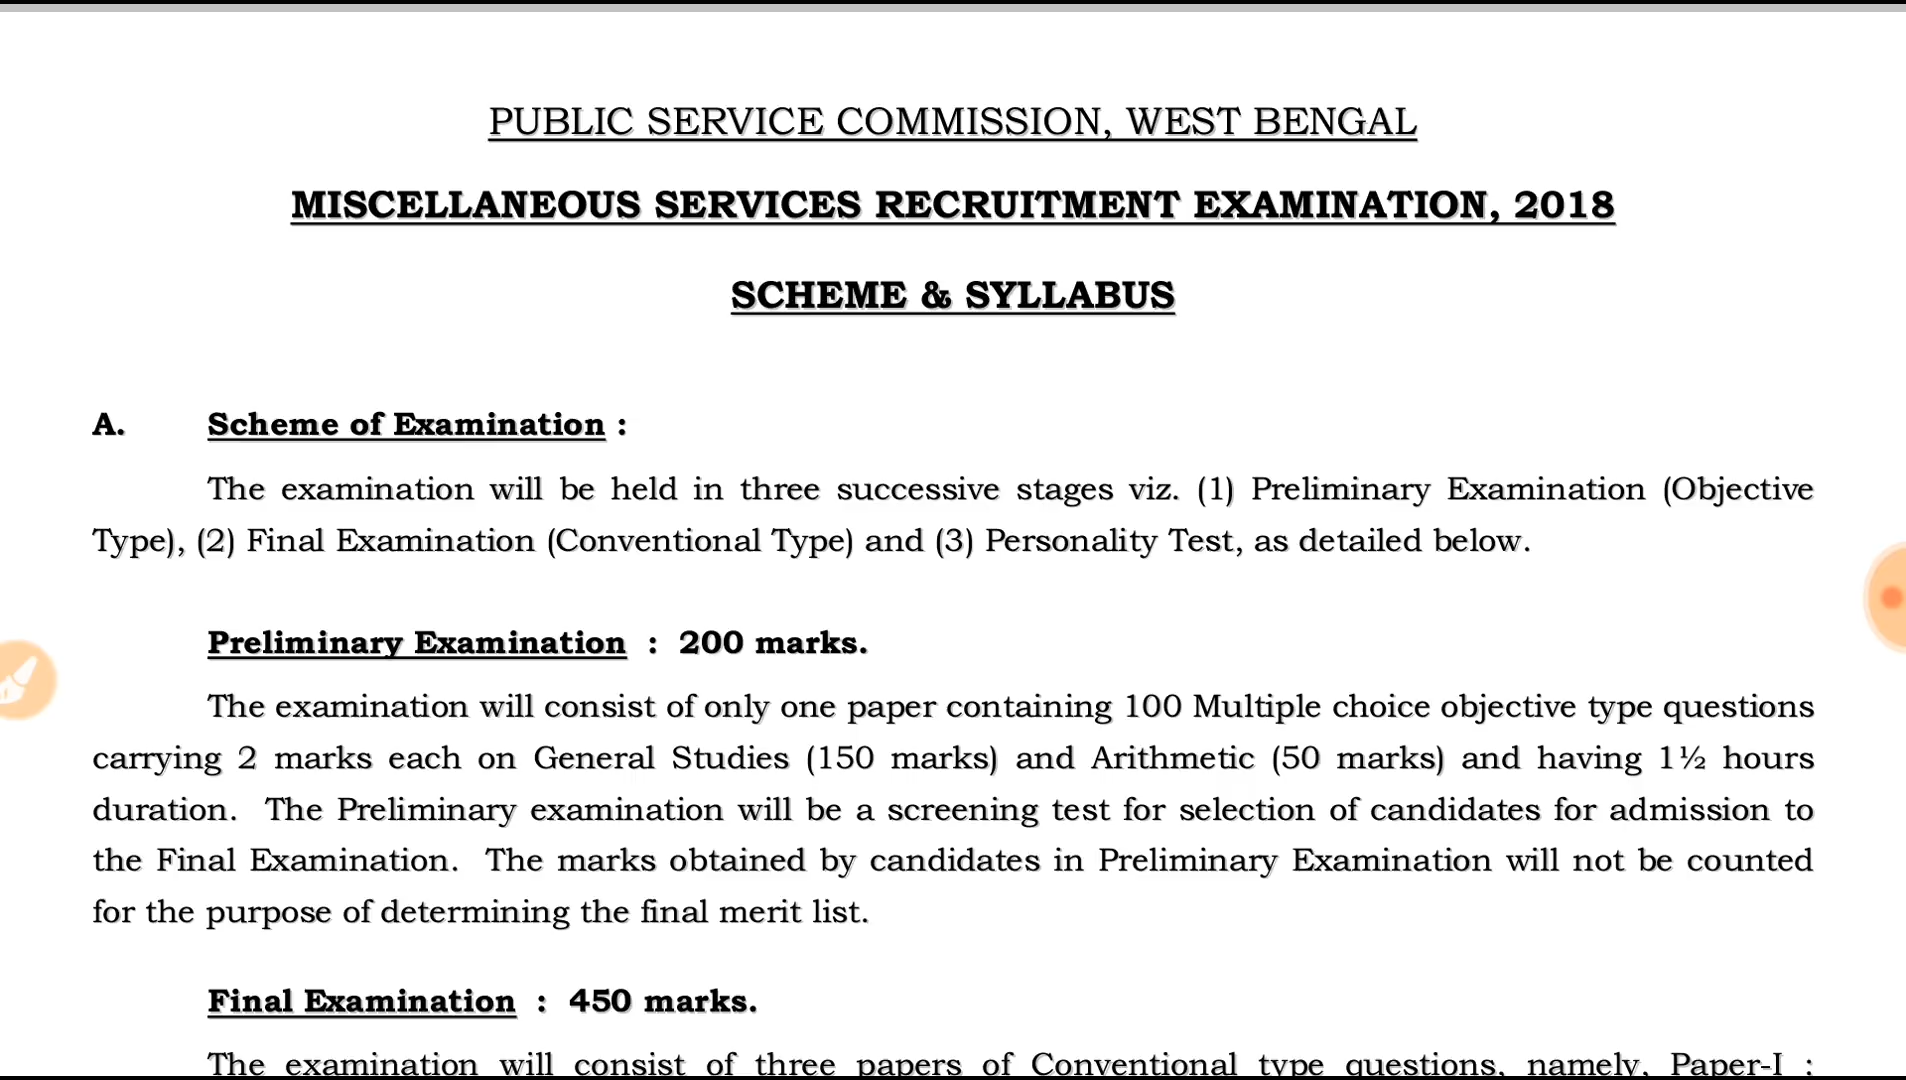 PUBLIC SERVICE COMMISSION, WEST BENGAL
MISCELLANEOUS SERVICES RECRUITMENT EXAMINATION, 2018
SCHEME & SYLLABUS
A. Scheme of Examination :
The examination will be held in three successive stages viz. (1) Preliminary Examination (Objective
Type), (2) Final Examination (Conventional Type) and (3) Personality Test, as detailed below.
Preliminary Examination : 200 marks.
The examination will consist of only one paper containing 100 Multiple choice objective type questions
carrying 2 marks each on General Studies (150 marks) and Arithmetic (50 marks) and having 1½ hours
duration. The Preliminary examination will be a screening test for selection of candidates for admission to
the Final Examination. The marks obtained by candidates in Preliminary Examination will not be counted
for the purpose of determining the final merit list.
Final Examination : 450 marks.
The examination will consist of three papers of Conventional type questions, namely, Paper-I :